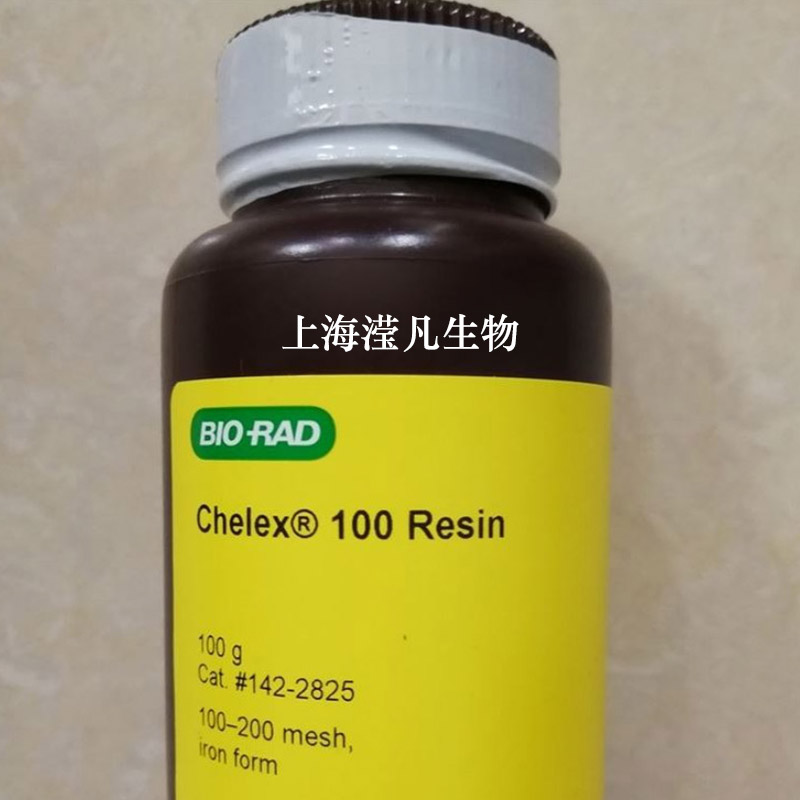 上海滢凡生物
BIO-RAD
Chelex® 100 Resin
100 g
Cat. #142-2825
100–200 mesh,
iron form